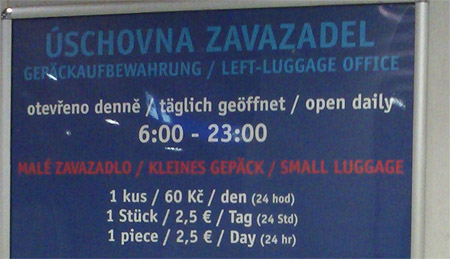 ÚSCHOVNA ZAVAZADEL
GEPÄCKAUFBEWAHRUNG / LEFT-LUGGAGE OFFICE
otevřeno denně / täglich geöffnet / open daily
6:00 - 23:00
MALÉ ZAVAZADLO / KLEINES GEPÄCK / SMALL LUGGAGE
1 kus / 60 Kč / den (24 hod)
1 Stück / 2,5 € / Tag (24 Std)
1 piece / 2,5 € / Day (24 hr)